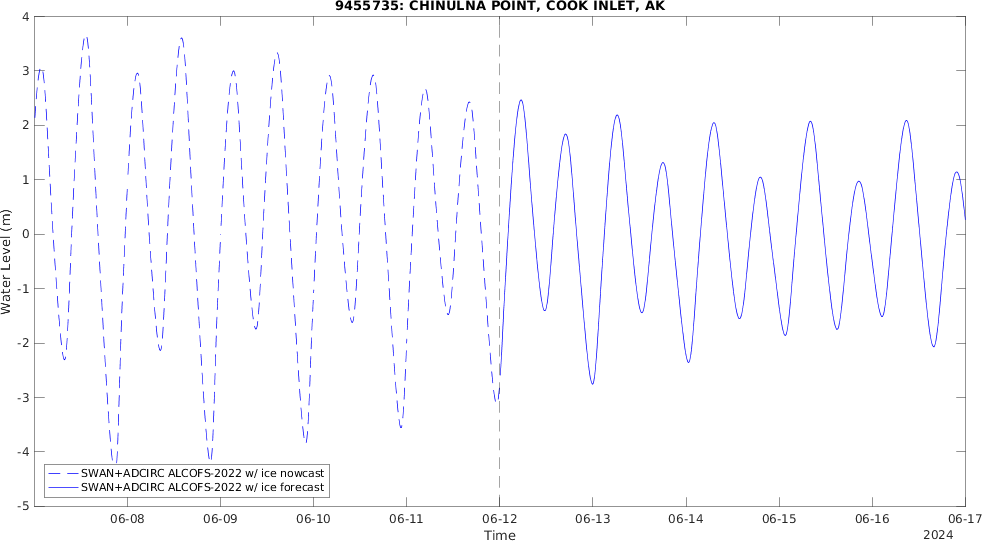 9455735: CHINULNA POINT, COOK INLET, AK
4
3
2
1
0
-1
-2
-3
-4
-5
Water Level (m)
SWAN+ADCIRC ALCOFS-2022 w/ ice nowcast
SWAN+ADCIRC ALCOFS-2022 w/ ice forecast
06-08 06-09 06-10 06-11 06-12 06-13 06-14 06-15 06-16 06-17
Time
2024